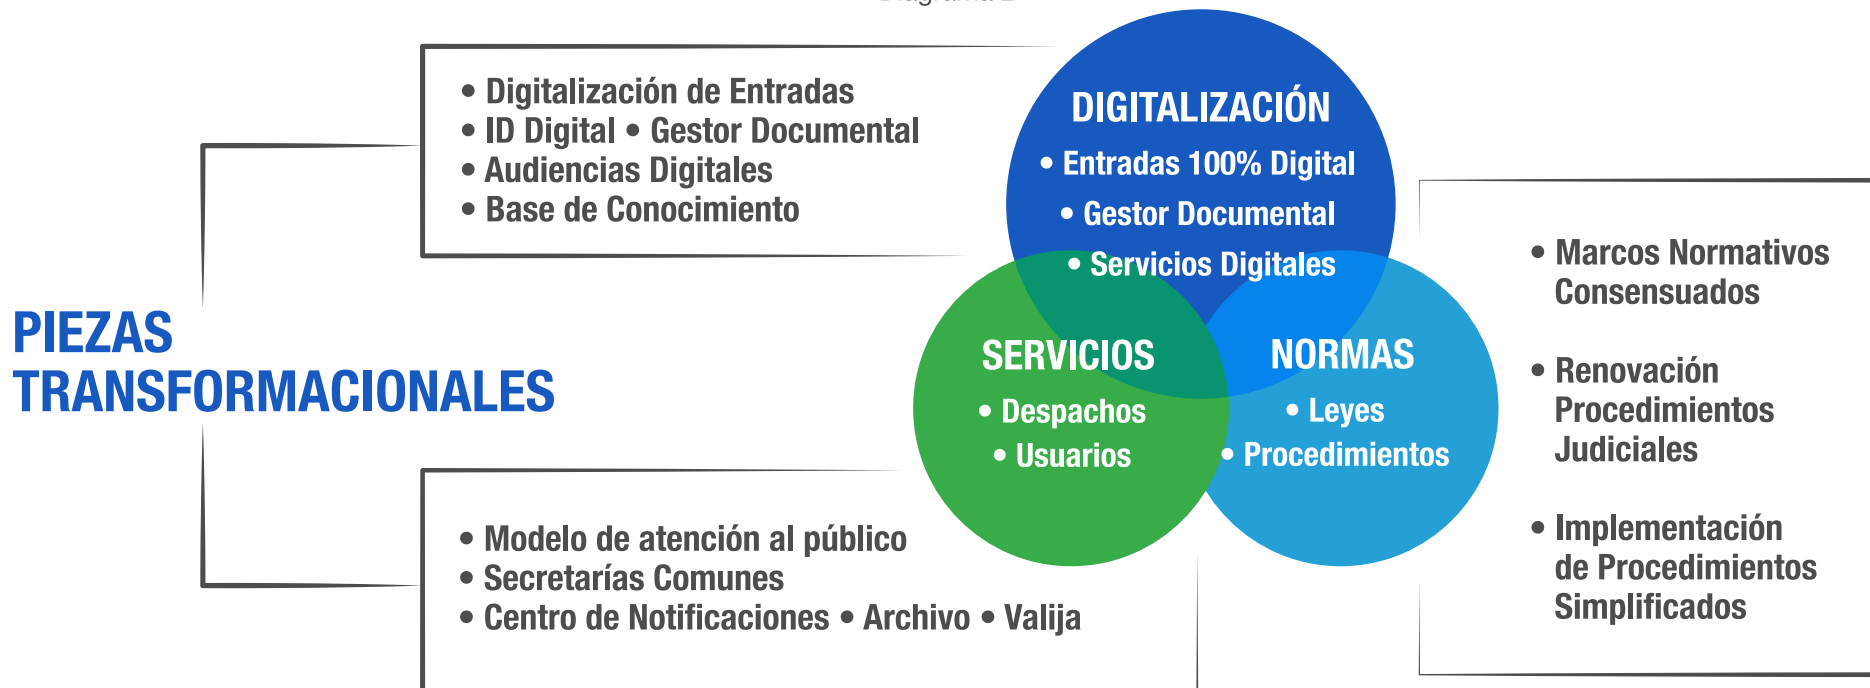 • Digitalización de Entradas
• ID Digital • Gestor Documental
• Audiencias Digitales
• Base de Conocimiento
PIEZAS
TRANSFORMACIONALES
• Modelo de atención al público
• Secretarías Comunes
• Centro de Notificaciones • Archivo • Valija
DIGITALIZACIÓN
• Entradas 100% Digital
• Gestor Documental
• Servicios Digitales
SERVICIOS
• Despachos
• Usuarios
NORMAS
• Leyes
• Procedimientos
• Marcos Normativos
Consensuados
• Renovación
Procedimientos
Judiciales
• Implementación
de Procedimientos
Simplificados